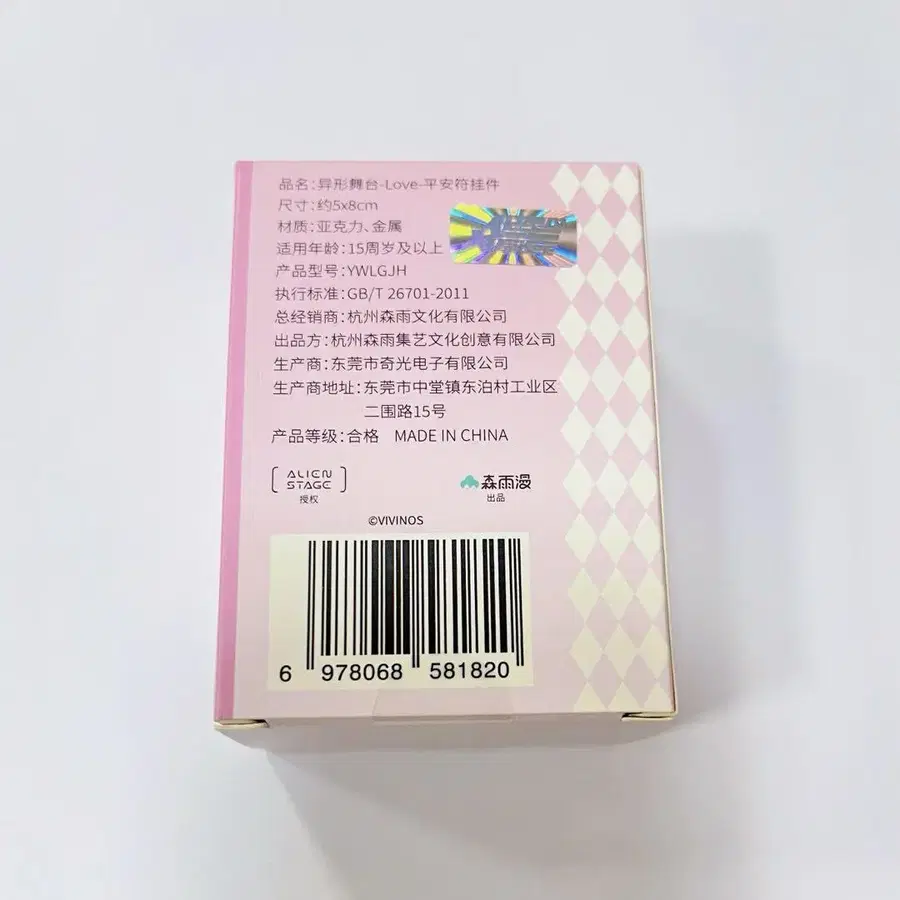 品名:异形舞台-Love-平安符挂件
尺寸:约5x8cm
材质:亚克力、金属
适用年龄:15周岁及以上
产品型号:YWLGJH
执行标准:GB/T 26701-2011
总经销商:杭州森雨文化有限公司
出品方:杭州森雨集艺文化创意有限公司
生产商:东莞市奇光电子有限公司
生产商地址:东莞市中堂镇东泊村工业区
二围路15号
产品等级:合格 MADE IN CHINA
ALIEN
STAGE
授权
森雨漫
出品
©VIVINOS
6 978068 581820